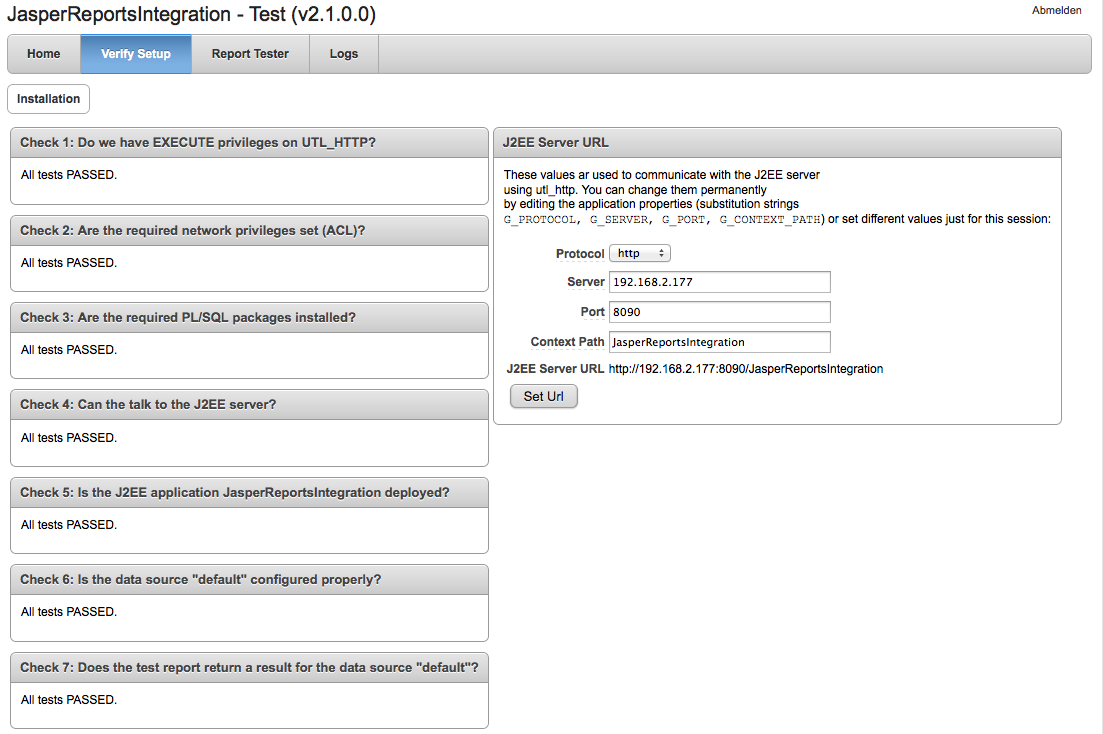 JasperReportsIntegration - Test (v2.1.0.0)
Abmelden
Home
Verify Setup
Report Tester
Logs
Installation
Check 1: Do we have EXECUTE privileges on UTL_HTTP?
All tests PASSED.
Check 2: Are the required network privileges set (ACL)?
All tests PASSED.
Check 3: Are the required PL/SQL packages installed?
All tests PASSED.
Check 4: Can the talk to the J2EE server?
All tests PASSED.
Check 5: Is the J2EE application JasperReportsIntegration deployed?
All tests PASSED.
Check 6: Is the data source "default" configured properly?
All tests PASSED.
Check 7: Does the test report return a result for the data source "default"?
All tests PASSED.
J2EE Server URL
These values ar used to communicate with the J2EE server
using utl_http. You can change them permanently
by editing the application properties (substitution strings
G_PROTOCOL, G_SERVER, G_PORT, G_CONTEXT_PATH) or set different values just for this session:
Protocol http
Server 192.168.2.177
Port 8090
Context Path JasperReportsIntegration
J2EE Server URL http://192.168.2.177:8090/JasperReportsIntegration
Set Url